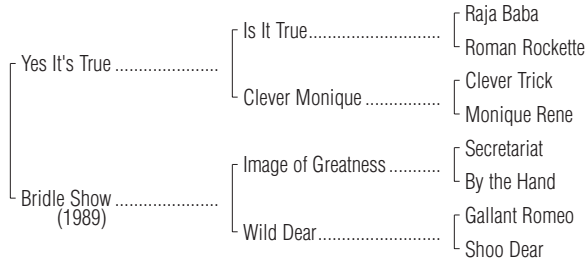 Raja Baba
Is It True
Roman Rockette
Yes It's True
Clever Trick
Clever Monique
Monique Rene
Secretariat
Image of Greatness
By the Hand
Bridle Show
(1989)
Gallant Romeo
Wild Dear
Shoo Dear